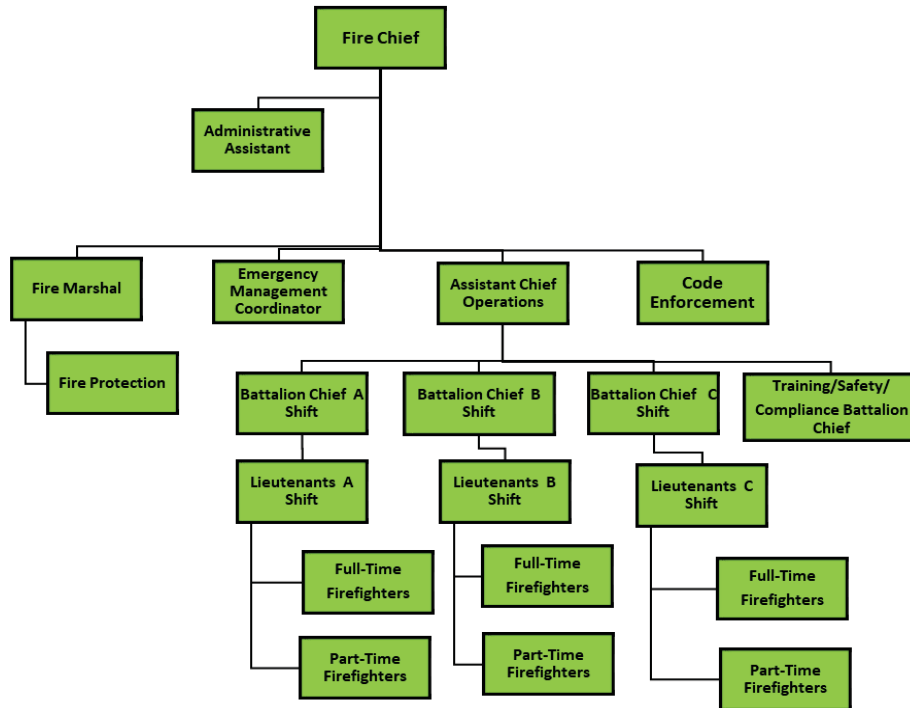 Fire Chief
Administrative
Assistant
Fire Marshal
Emergency
Management
Coordinator
Assistant Chief
Operations
Code
Enforcement
Fire Protection
Battalion Chief A
Shift
Battalion Chief B
Shift
Battalion Chief C
Shift
Training/Safety/
Compliance Battalion
Chief
Lieutenants A
Shift
Lieutenants B
Shift
Lieutenants C
Shift
Full-Time
Firefighters
Full-Time
Firefighters
Full-Time
Firefighters
Part-Time
Firefighters
Part-Time
Firefighters
Part-Time
Firefighters